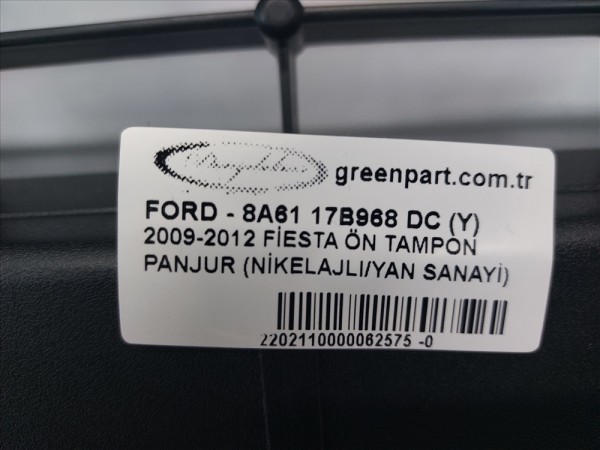 greenpart.com.tr
FORD - 8A61 17B968 DC (Y)
2009-2012 FİESTA ÖN TAMPON
PANJUR (NİKELAJLI/YAN SANAYİ)
2202110000062575 -0